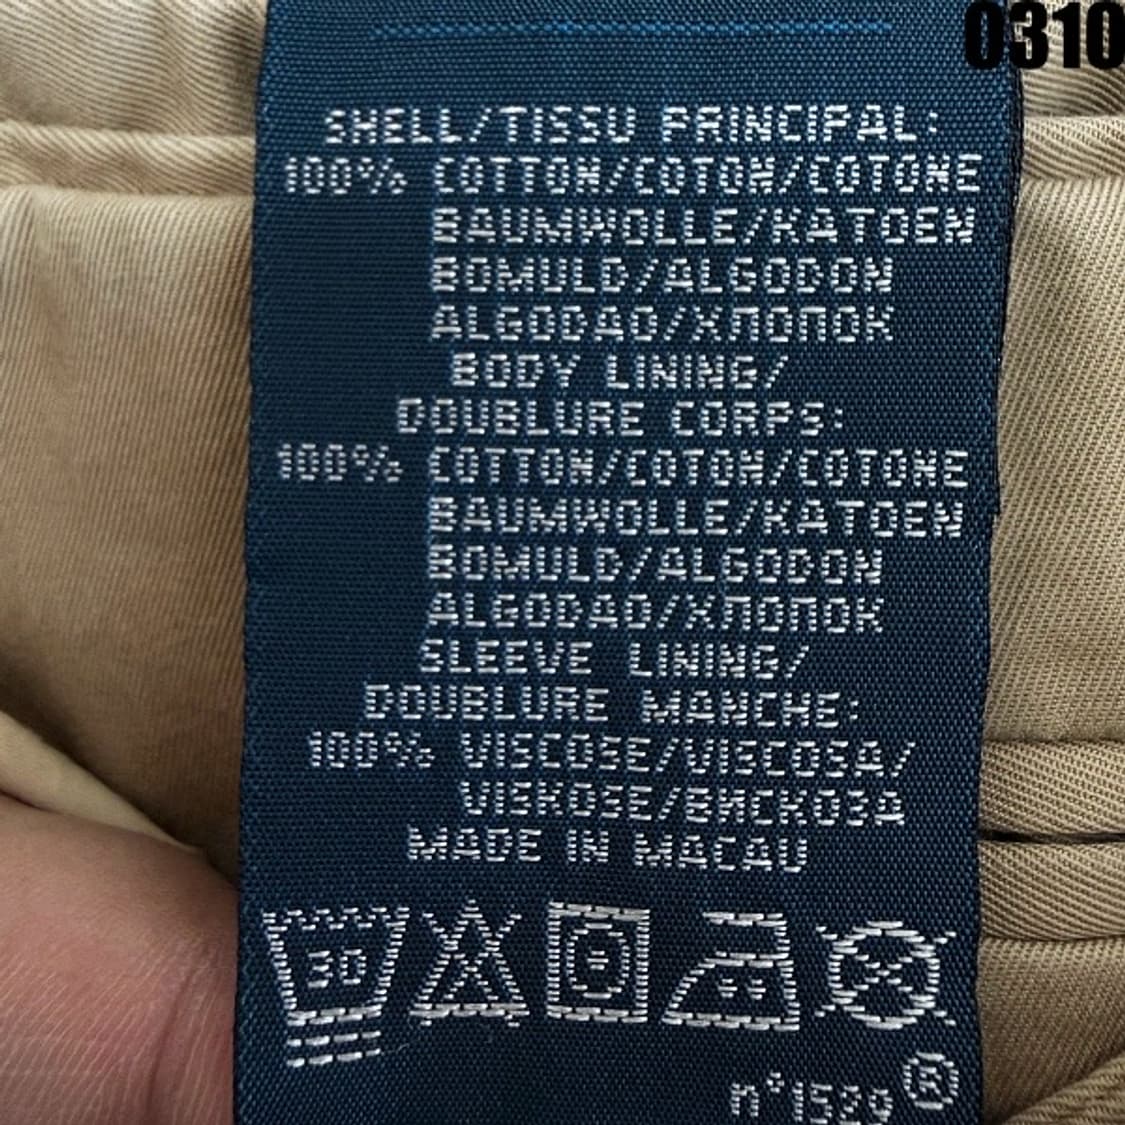 0310
SHELL/TISSU PRINCIPAL:
100% COTTON/COTON/COTONE
BAUMWOLLE/KATOEN
BOMULD/ALGODON
ALGODAO/ХЛОПОК
BODY LINING/
DOUBLURE CORPS:
100% COTTON/COTON/COTONE
BAUMWOLLE/KATOEN
BOMULD/ALGODON
ALGODAO/ХЛОПОК
SLEEVE LINING/
DOUBLURE MANCHE:
100% VISCOSE/VISCOSA/
VISKOSE/ВИСКОЗА
MADE IN MACAU
30
n°1529®